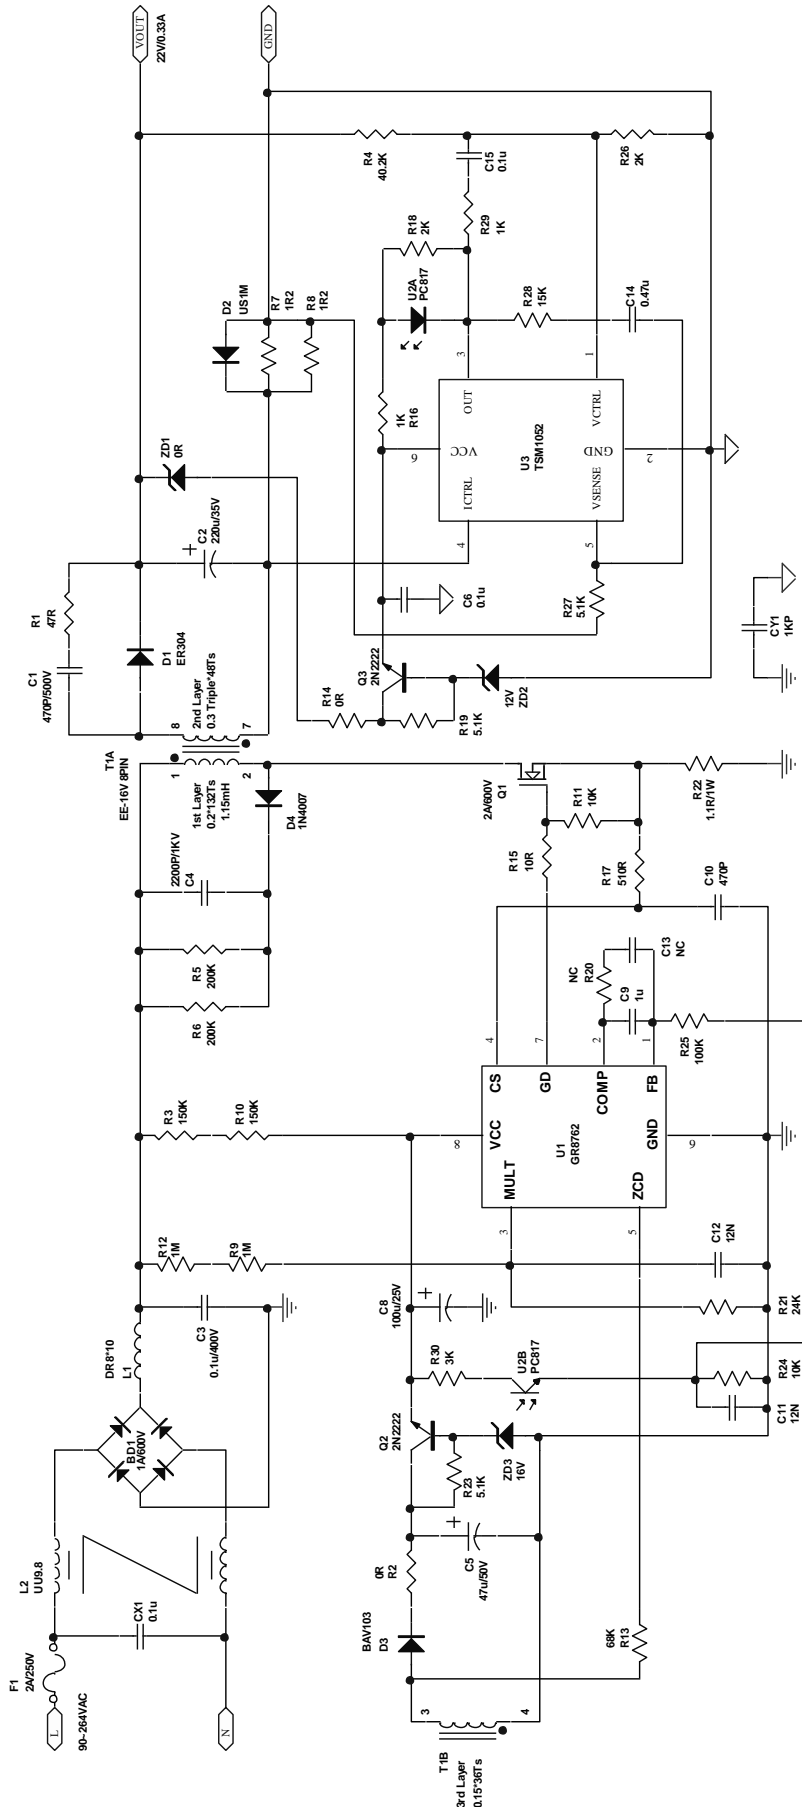 L
90~264VAC
N
F1
2A/250V
CX1
0.1u
L2
UU9.8
BD1
1A/600V
DR8*10
L1
C3
0.1u/400V
R12
1M
R9
1M
R3
150K
R10
150K
R6
200K
R5
200K
2200P/1KV
C4
D4
1N4007
T1A
EE-16V 8PIN
1st Layer
0.2*132Ts
1.15mH
2nd Layer
0.3 Triple*48Ts
1
2
8
7
C1
470P/500V
R1
47R
D1
ER304
C2
220u/35V
ZD1
0R
D2
US1M
R7
1R2
R8
1R2
VOUT
22V/0.33A
GND
T1B
3rd Layer
0.15*36Ts
3
4
BAV103
D3
0R
R2
C5
47u/50V
R23
5.1K
Q2
2N2222
ZD3
16V
R30
3K
U2B
PC817
C8
100u/25V
C11
12N
R24
10K
R21
24K
C12
12N
68K
R13
U1
GR8762
MULT
VCC
ZCD
GND
CS
GD
COMP
FB
3
8
5
6
4
7
2
1
NC
R20
C13
NC
C9
1u
R25
100K
R15
10R
R11
10K
R17
510R
C10
470P
2A/600V
Q1
R22
1.1R/1W
R14
0R
R19
5.1K
Q3
2N2222
12V
ZD2
C6
0.1u
R27
5.1K
1K
R16
U3
TSM1052
ICTRL
VCC
OUT
VSENSE
GND
VCTRL
4
6
3
5
2
1
U2A
PC817
R18
2K
R29
1K
C15
0.1u
R4
40.2K
R26
2K
R28
15K
C14
0.47u
CY1
1KP